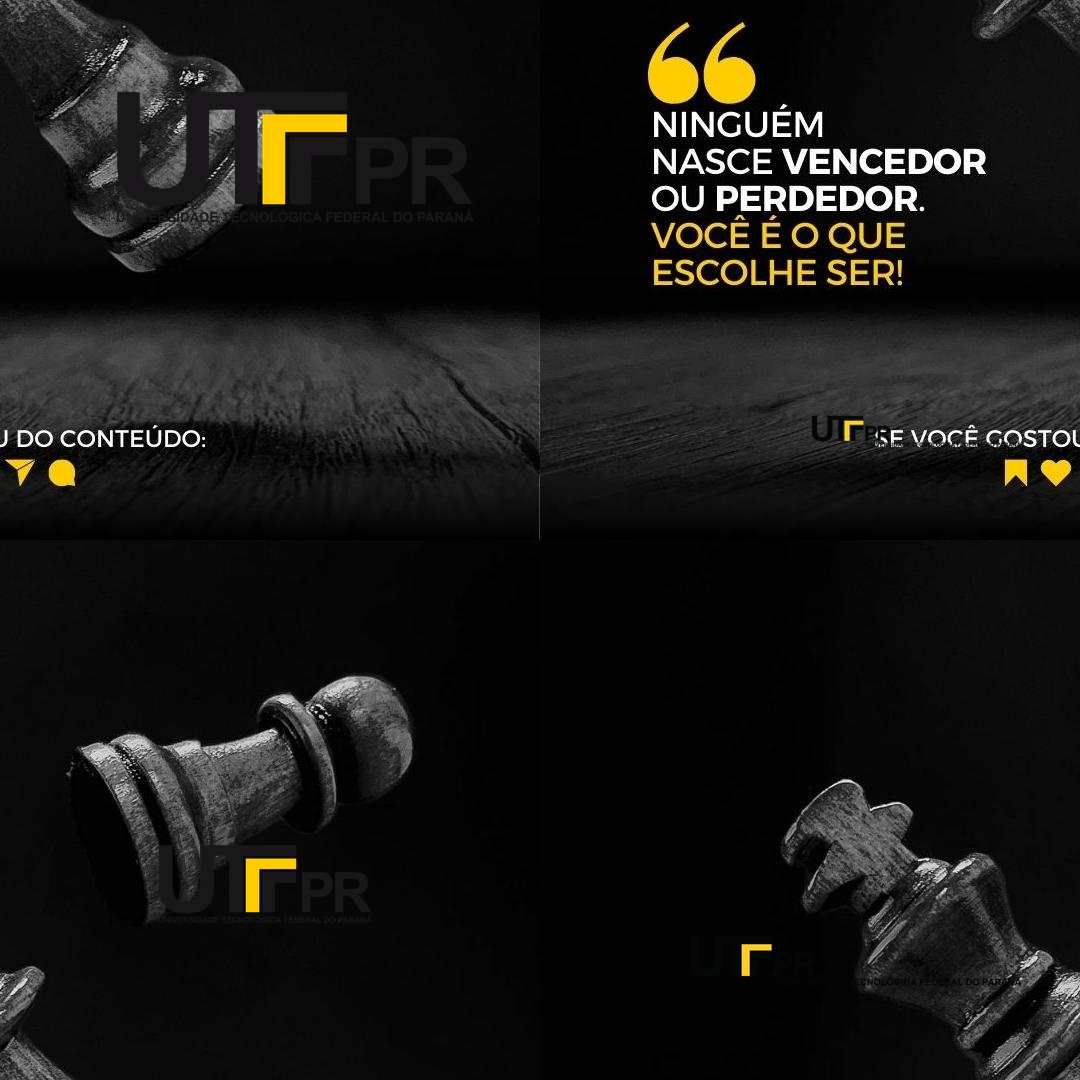 UTFPR
UNIVERSIDADE TECNOLÓGICA FEDERAL DO PARANÁ
U DO CONTEÚDO:
NINGUÉM
NASCE VENCEDOR
OU PERDEDOR.
VOCÊ É O QUE
ESCOLHE SER!
UTFPR
SE VOCÊ GOSTOU
UTFPR
UNIVERSIDADE TECNOLÓGICA FEDERAL DO PARANÁ
UTFPR
TECNOLÓGICA FEDERAL DO PARANÁ